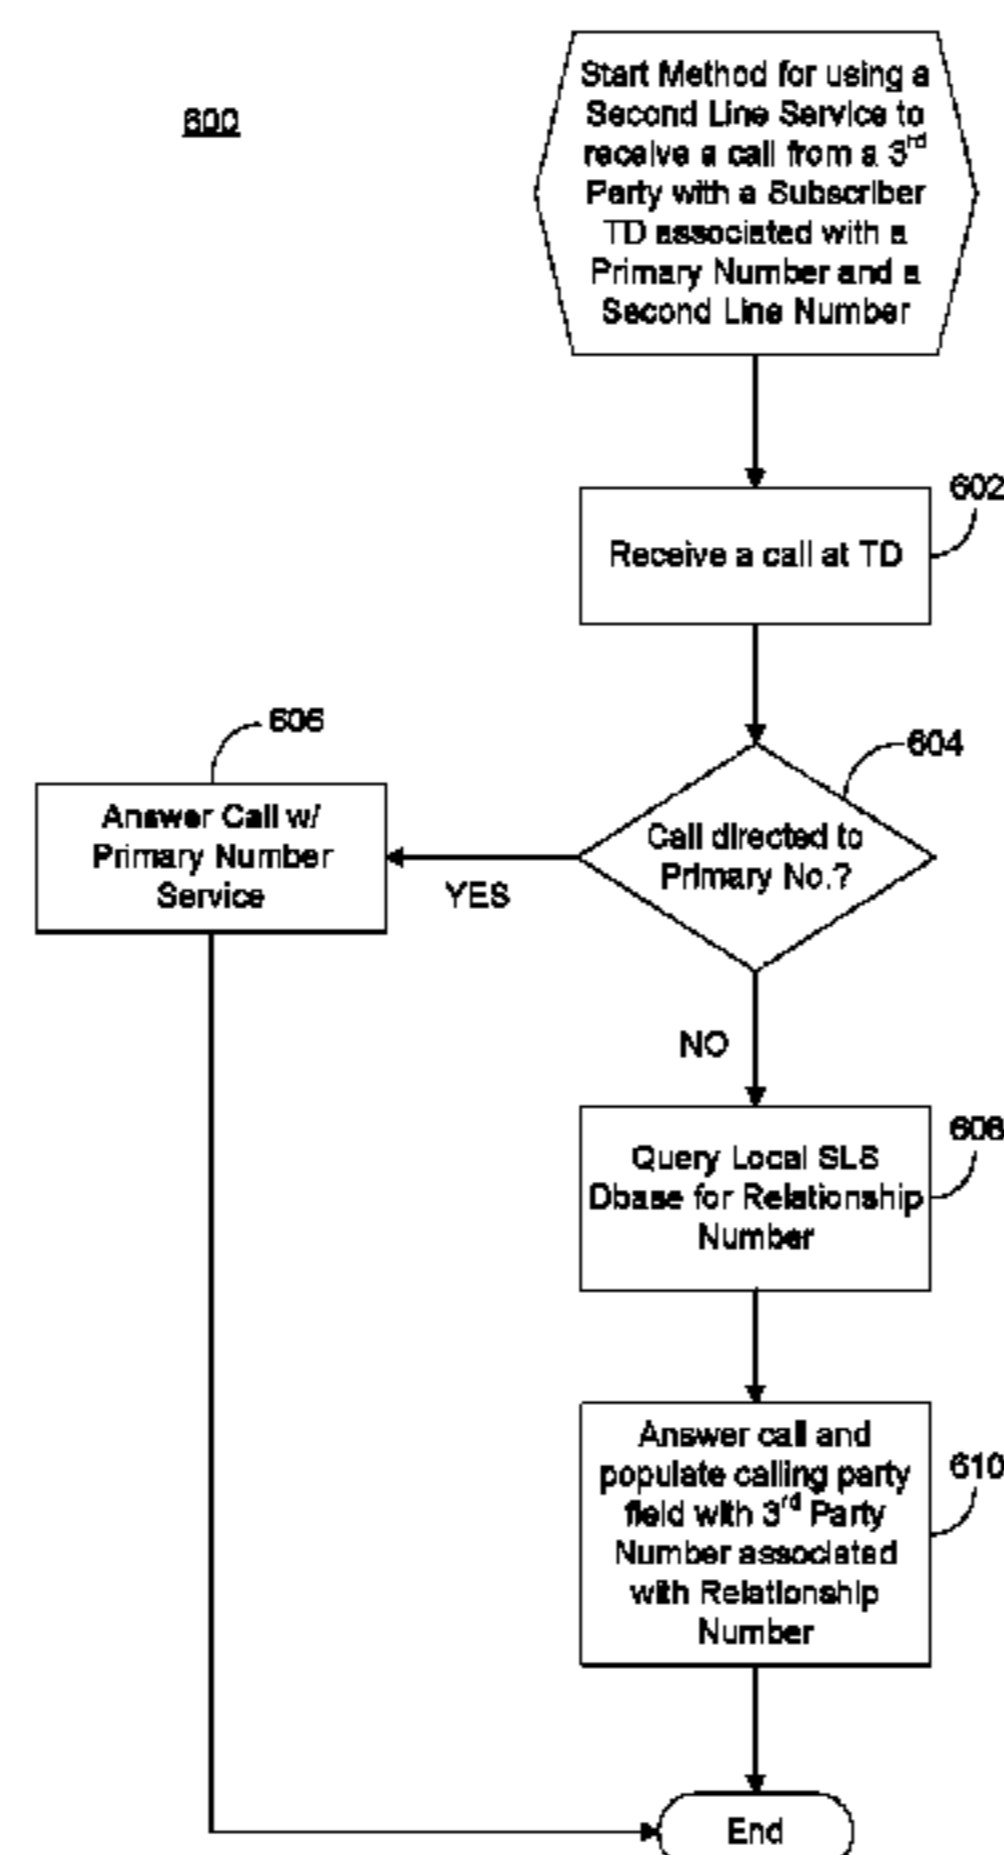 600
Start Method for using a
Second Line Service to
receive a call from a 3rd
Party with a Subscriber
TD associated with a
Primary Number and a
Second Line Number
602
Receive a call at TD
606
604
Answer Call w/
Primary Number
Service
Call directed to
Primary No.?
YES
NO
608
Query Local SLS
Dbase for Relationship
Number
Answer call and
populate calling party
field with 3rd Party
Number associated
with Relationship
Number
610
End